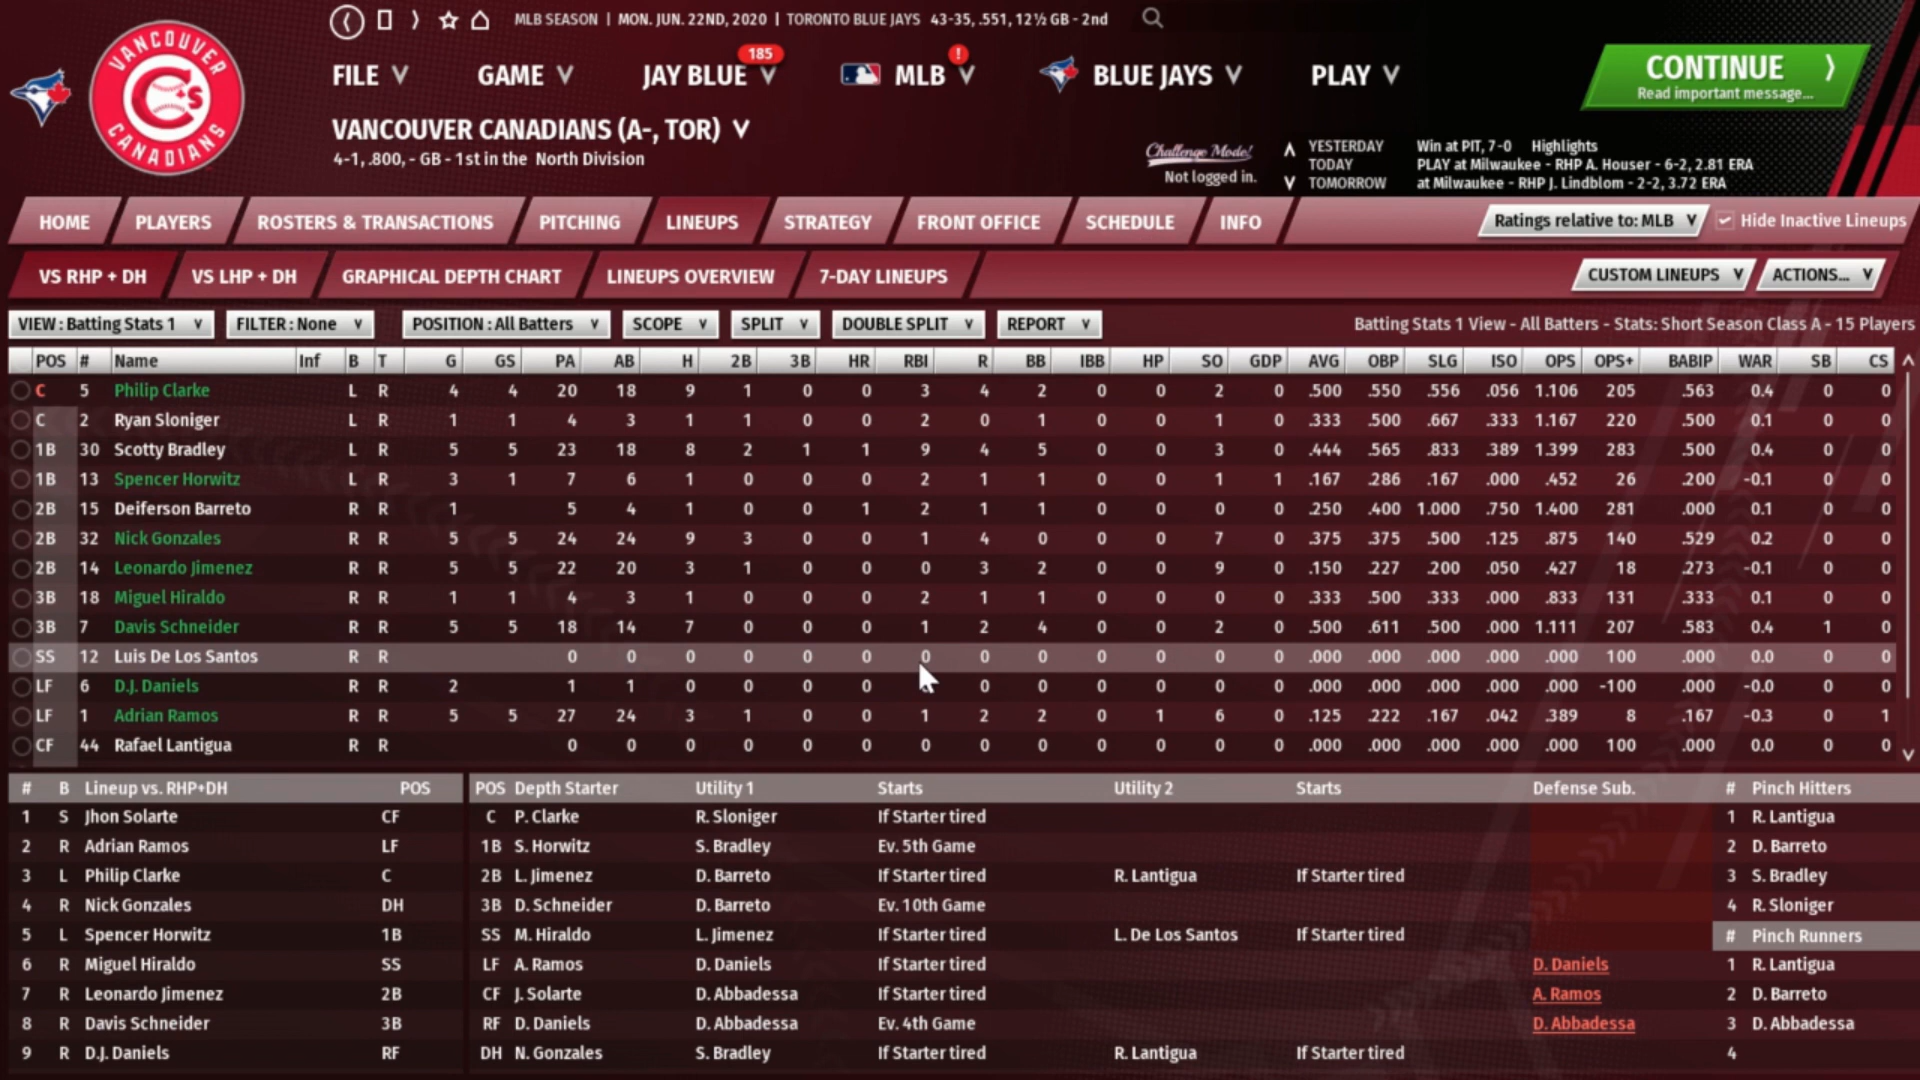 MLB SEASON | MON. JUN. 22ND, 2020 | TORONTO BLUE JAYS 43-35, .551, 12½ GB - 2nd
VANCOUVER CANADIANS
C's
FILE GAME JAY BLUE 185 MLB ! BLUE JAYS PLAY
CONTINUE
Read important message...
VANCOUVER CANADIANS (A-, TOR)
4-1, .800, - GB - 1st in the North Division
Challenge Mode!
Not logged in.
YESTERDAY Win at PIT, 7-0 Highlights
TODAY PLAY at Milwaukee - RHP A. Houser - 6-2, 2.81 ERA
TOMORROW at Milwaukee - RHP J. Lindblom - 2-2, 3.72 ERA
HOME PLAYERS ROSTERS & TRANSACTIONS PITCHING LINEUPS STRATEGY FRONT OFFICE SCHEDULE INFO Ratings relative to: MLB Hide Inactive Lineups
VS RHP + DH VS LHP + DH GRAPHICAL DEPTH CHART LINEUPS OVERVIEW 7-DAY LINEUPS CUSTOM LINEUPS ACTIONS...
VIEW : Batting Stats 1 FILTER : None POSITION : All Batters SCOPE SPLIT DOUBLE SPLIT REPORT Batting Stats 1 View - All Batters - Stats: Short Season Class A - 15 Players
POS # Name Inf B T G GS PA AB H 2B 3B HR RBI R BB IBB HP SO GDP AVG OBP SLG ISO OPS OPS+ BABIP WAR SB CS
C 5 Philip Clarke L R 4 4 20 18 9 1 0 0 3 4 2 0 0 2 0 .500 .550 .556 .056 1.106 205 .563 0.4 0 0
C 2 Ryan Sloniger L R 1 1 4 3 1 1 0 0 2 0 1 0 0 1 0 .333 .500 .667 .333 1.167 220 .500 0.1 0 0
1B 30 Scotty Bradley L R 5 5 23 18 8 2 1 1 9 4 5 0 0 3 0 .444 .565 .833 .389 1.399 283 .500 0.4 0 0
1B 13 Spencer Horwitz L R 3 1 7 6 1 0 0 0 2 1 1 0 0 1 1 .167 .286 .167 .000 .452 26 .200 -0.1 0 0
2B 15 Deiferson Barreto R R 1 5 4 1 0 0 1 2 1 1 0 0 0 0 .250 .400 1.000 .750 1.400 281 .000 0.1 0 0
2B 32 Nick Gonzales R R 5 5 24 24 9 3 0 0 1 4 0 0 0 7 0 .375 .375 .500 .125 .875 140 .529 0.2 0 0
2B 14 Leonardo Jimenez R R 5 5 22 20 3 1 0 0 0 3 2 0 0 9 0 .150 .227 .200 .050 .427 18 .273 -0.1 0 0
3B 18 Miguel Hiraldo R R 1 1 4 3 1 0 0 0 2 1 1 0 0 0 0 .333 .500 .333 .000 .833 131 .333 0.1 0 0
3B 7 Davis Schneider R R 5 5 18 14 7 0 0 0 1 2 4 0 0 2 0 .500 .611 .500 .000 1.111 207 .583 0.4 1 0
SS 12 Luis De Los Santos R R 0 0 0 0 0 0 0 0 0 0 0 0 0 .000 .000 .000 .000 .000 100 .000 0.0 0 0
LF 6 D.J. Daniels R R 2 1 1 0 0 0 0 0 0 0 0 0 0 .000 .000 .000 .000 .000 -100 .000 -0.0 0 0
LF 1 Adrian Ramos R R 5 5 27 24 3 1 0 0 1 2 2 0 1 6 0 .125 .222 .167 .042 .389 8 .167 -0.3 0 1
CF 44 Rafael Lantigua R R 0 0 0 0 0 0 0 0 0 0 0 0 0 .000 .000 .000 .000 .000 100 .000 0.0 0 0
# B Lineup vs. RHP+DH POS POS Depth Starter Utility 1 Starts Utility 2 Starts Defense Sub. # Pinch Hitters
1 S Jhon Solarte CF C P. Clarke R. Sloniger If Starter tired 1 R. Lantigua
2 R Adrian Ramos LF 1B S. Horwitz S. Bradley Ev. 5th Game 2 D. Barreto
3 L Philip Clarke C 2B L. Jimenez D. Barreto If Starter tired R. Lantigua If Starter tired 3 S. Bradley
4 R Nick Gonzales DH 3B D. Schneider D. Barreto Ev. 10th Game 4 R. Sloniger
5 L Spencer Horwitz 1B SS M. Hiraldo L. Jimenez If Starter tired L. De Los Santos If Starter tired # Pinch Runners
6 R Miguel Hiraldo SS LF A. Ramos D. Daniels If Starter tired D. Daniels 1 R. Lantigua
7 R Leonardo Jimenez 2B CF J. Solarte D. Abbadessa If Starter tired A. Ramos 2 D. Barreto
8 R Davis Schneider 3B RF D. Daniels D. Abbadessa Ev. 4th Game D. Abbadessa 3 D. Abbadessa
9 R D.J. Daniels RF DH N. Gonzales S. Bradley If Starter tired R. Lantigua If Starter tired 4